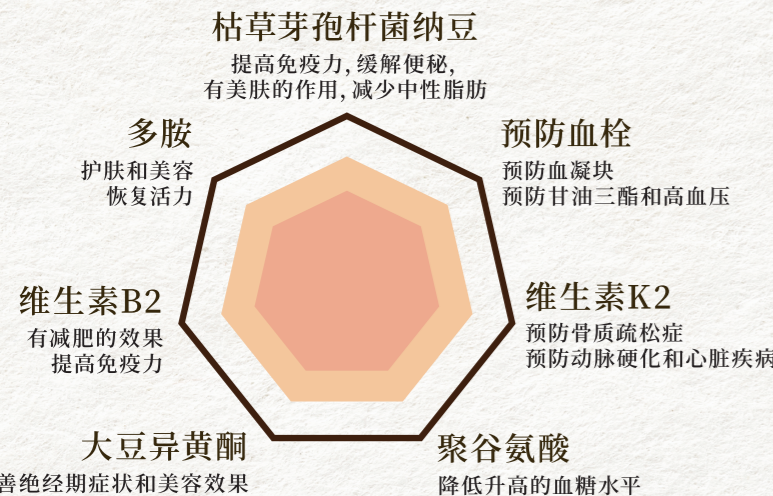 枯草芽孢杆菌纳豆
提高免疫力,缓解便秘,
有美肤的作用,减少中性脂肪
多胺
护肤和美容
恢复活力
预防血栓
预防血凝块
预防甘油三酯和高血压
维生素B2
有减肥的效果
提高免疫力
维生素K2
预防骨质疏松症
预防动脉硬化和心脏疾病
大豆异黄酮
善绝经期症状和美容效果
聚谷氨酸
降低升高的血糖水平